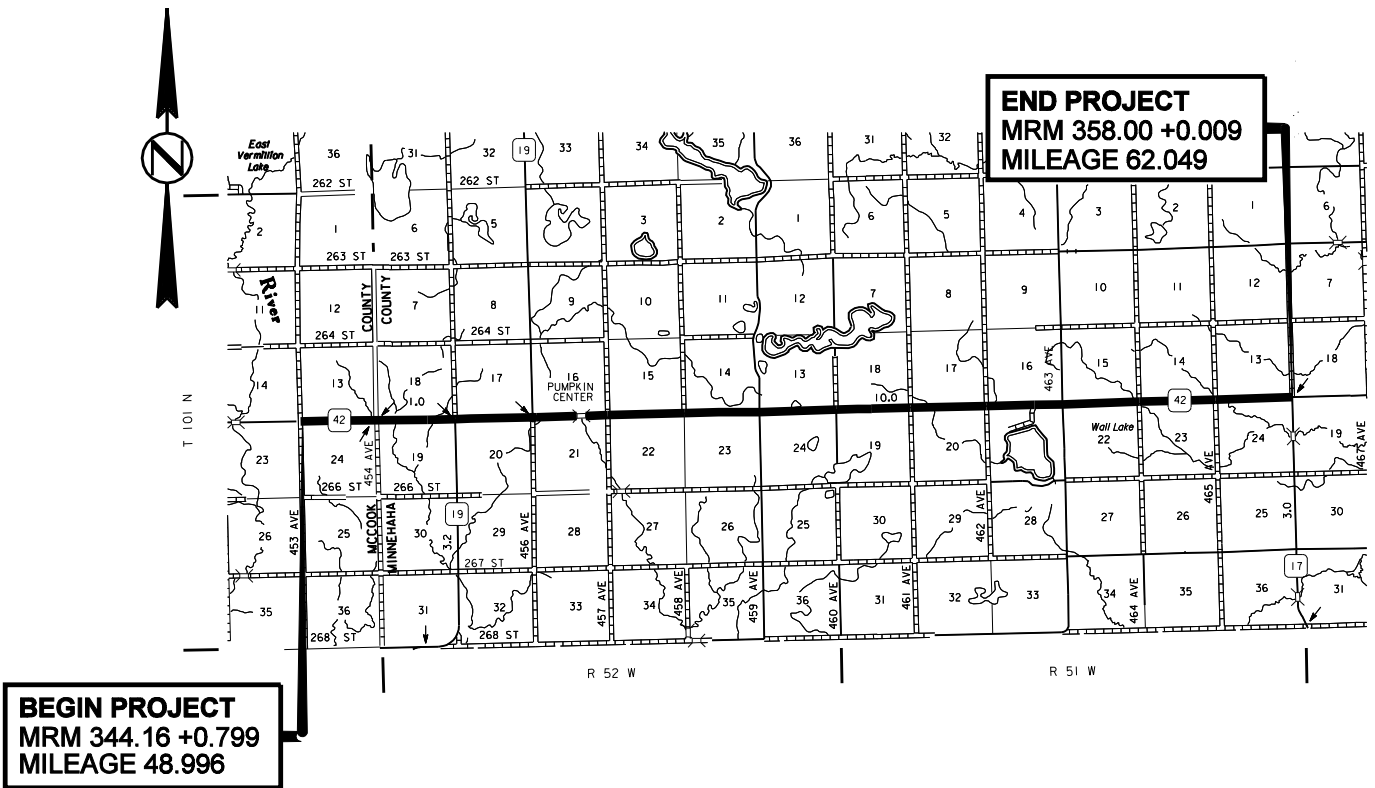 END PROJECT
MRM 358.00 +0.009
MILEAGE 62.049
N
East
Vermilion
Lake
36 31 32 19 33 34 35 36 31 32
262 ST 262 ST
2 1 6 5 3 2 1 6 5 4 3 2 1 6
263 ST 263 ST
River
11 12 COUNTY COUNTY 7 8 9 10 11 12 7 8 9 10 11 12 7
264 ST 264 ST
14 13 18 17 16 15 14 13 18 17 16 463 AVE 15 14 13 18
PUMPKIN
CENTER
1.0 10.0
42 42
T 101 N
Wall Lake
23 24 454 AVE 19 20 21 22 23 24 19 20 22 23 24 19 467 AVE
266 ST 266 ST
19
26 453 AVE 25 MCCOOK MINNEHAHA 30 3.2 29 456 AVE 28 27 26 25 30 29 462 AVE 28 27 26 465 AVE 25 3.0 30
267 ST
17
35 36 31 32 33 457 AVE 34 458 AVE 35 459 AVE 36 460 AVE 31 461 AVE 32 33 34 464 AVE 35 36 31
268 ST 268 ST
R 52 W R 51 W
BEGIN PROJECT
MRM 344.16 +0.799
MILEAGE 48.996